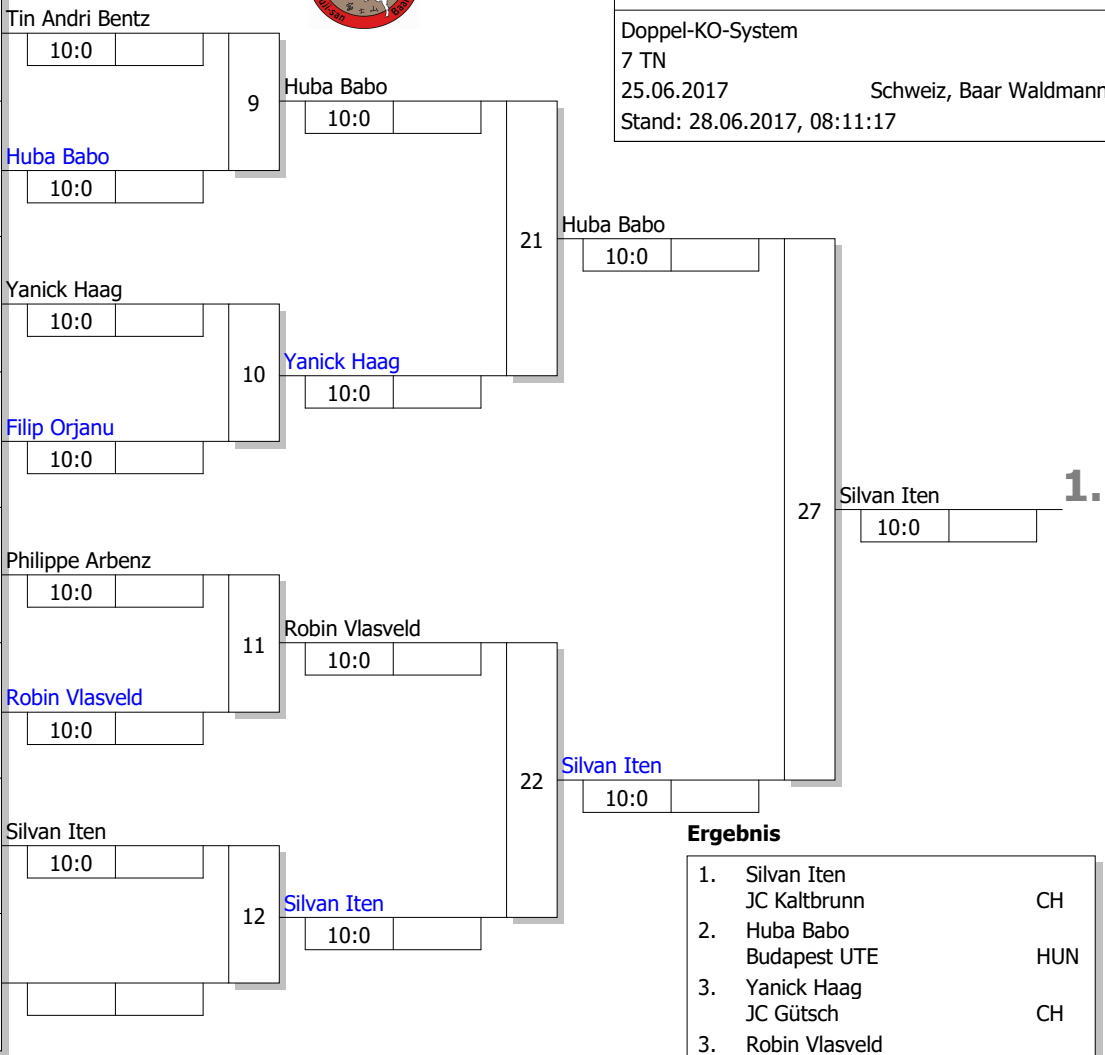 Doppel-KO-System
7 TN
25.06.2017 Schweiz, Baar Waldmann
Stand: 28.06.2017, 08:11:17
Tin Andri Bentz
10:0
9
Huba Babo
10:0
Huba Babo
10:0
21
Huba Babo
10:0
Yanick Haag
10:0
10
Yanick Haag
10:0
Filip Orjanu
10:0
27
Silvan Iten
1.
10:0
Philippe Arbenz
10:0
11
Robin Vlasveld
10:0
Robin Vlasveld
10:0
22
Silvan Iten
10:0
Silvan Iten
10:0
12
Silvan Iten
10:0
Ergebnis
1. Silvan Iten
JC Kaltbrunn CH
2. Huba Babo
Budapest UTE HUN
3. Yanick Haag
JC Gütsch CH
3. Robin Vlasveld